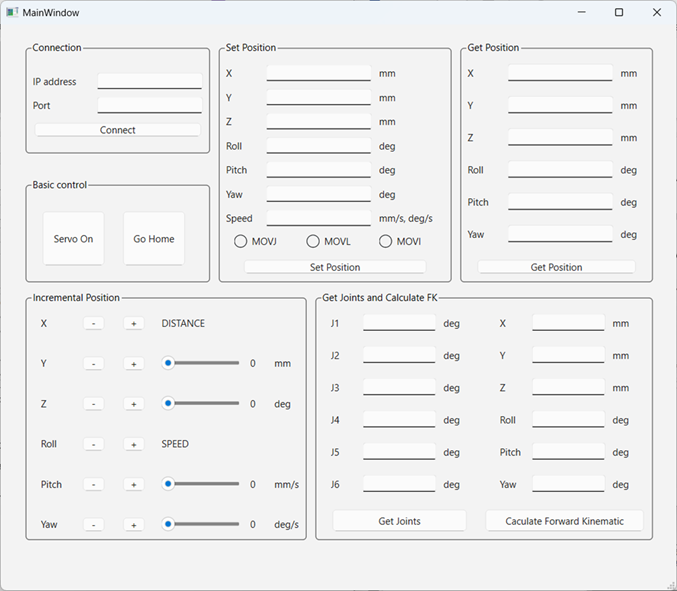 MainWindow
Connection
IP address
Port
Connect
Set Position
X mm
Y mm
Z mm
Roll deg
Pitch deg
Yaw deg
Speed mm/s, deg/s
MOVJ MOVL MOVI
Set Position
Get Position
X mm
Y mm
Z mm
Roll deg
Pitch deg
Yaw deg
Get Position
Basic control
Servo On Go Home
Incremental Position
X - + DISTANCE
Y - + 0 mm
Z - + 0 deg
Roll - + SPEED
Pitch - + 0 mm/s
Yaw - + 0 deg/s
Get Joints and Calculate FK
J1 deg X mm
J2 deg Y mm
J3 deg Z mm
J4 deg Roll deg
J5 deg Pitch deg
J6 deg Yaw deg
Get Joints Caculate Forward Kinematic